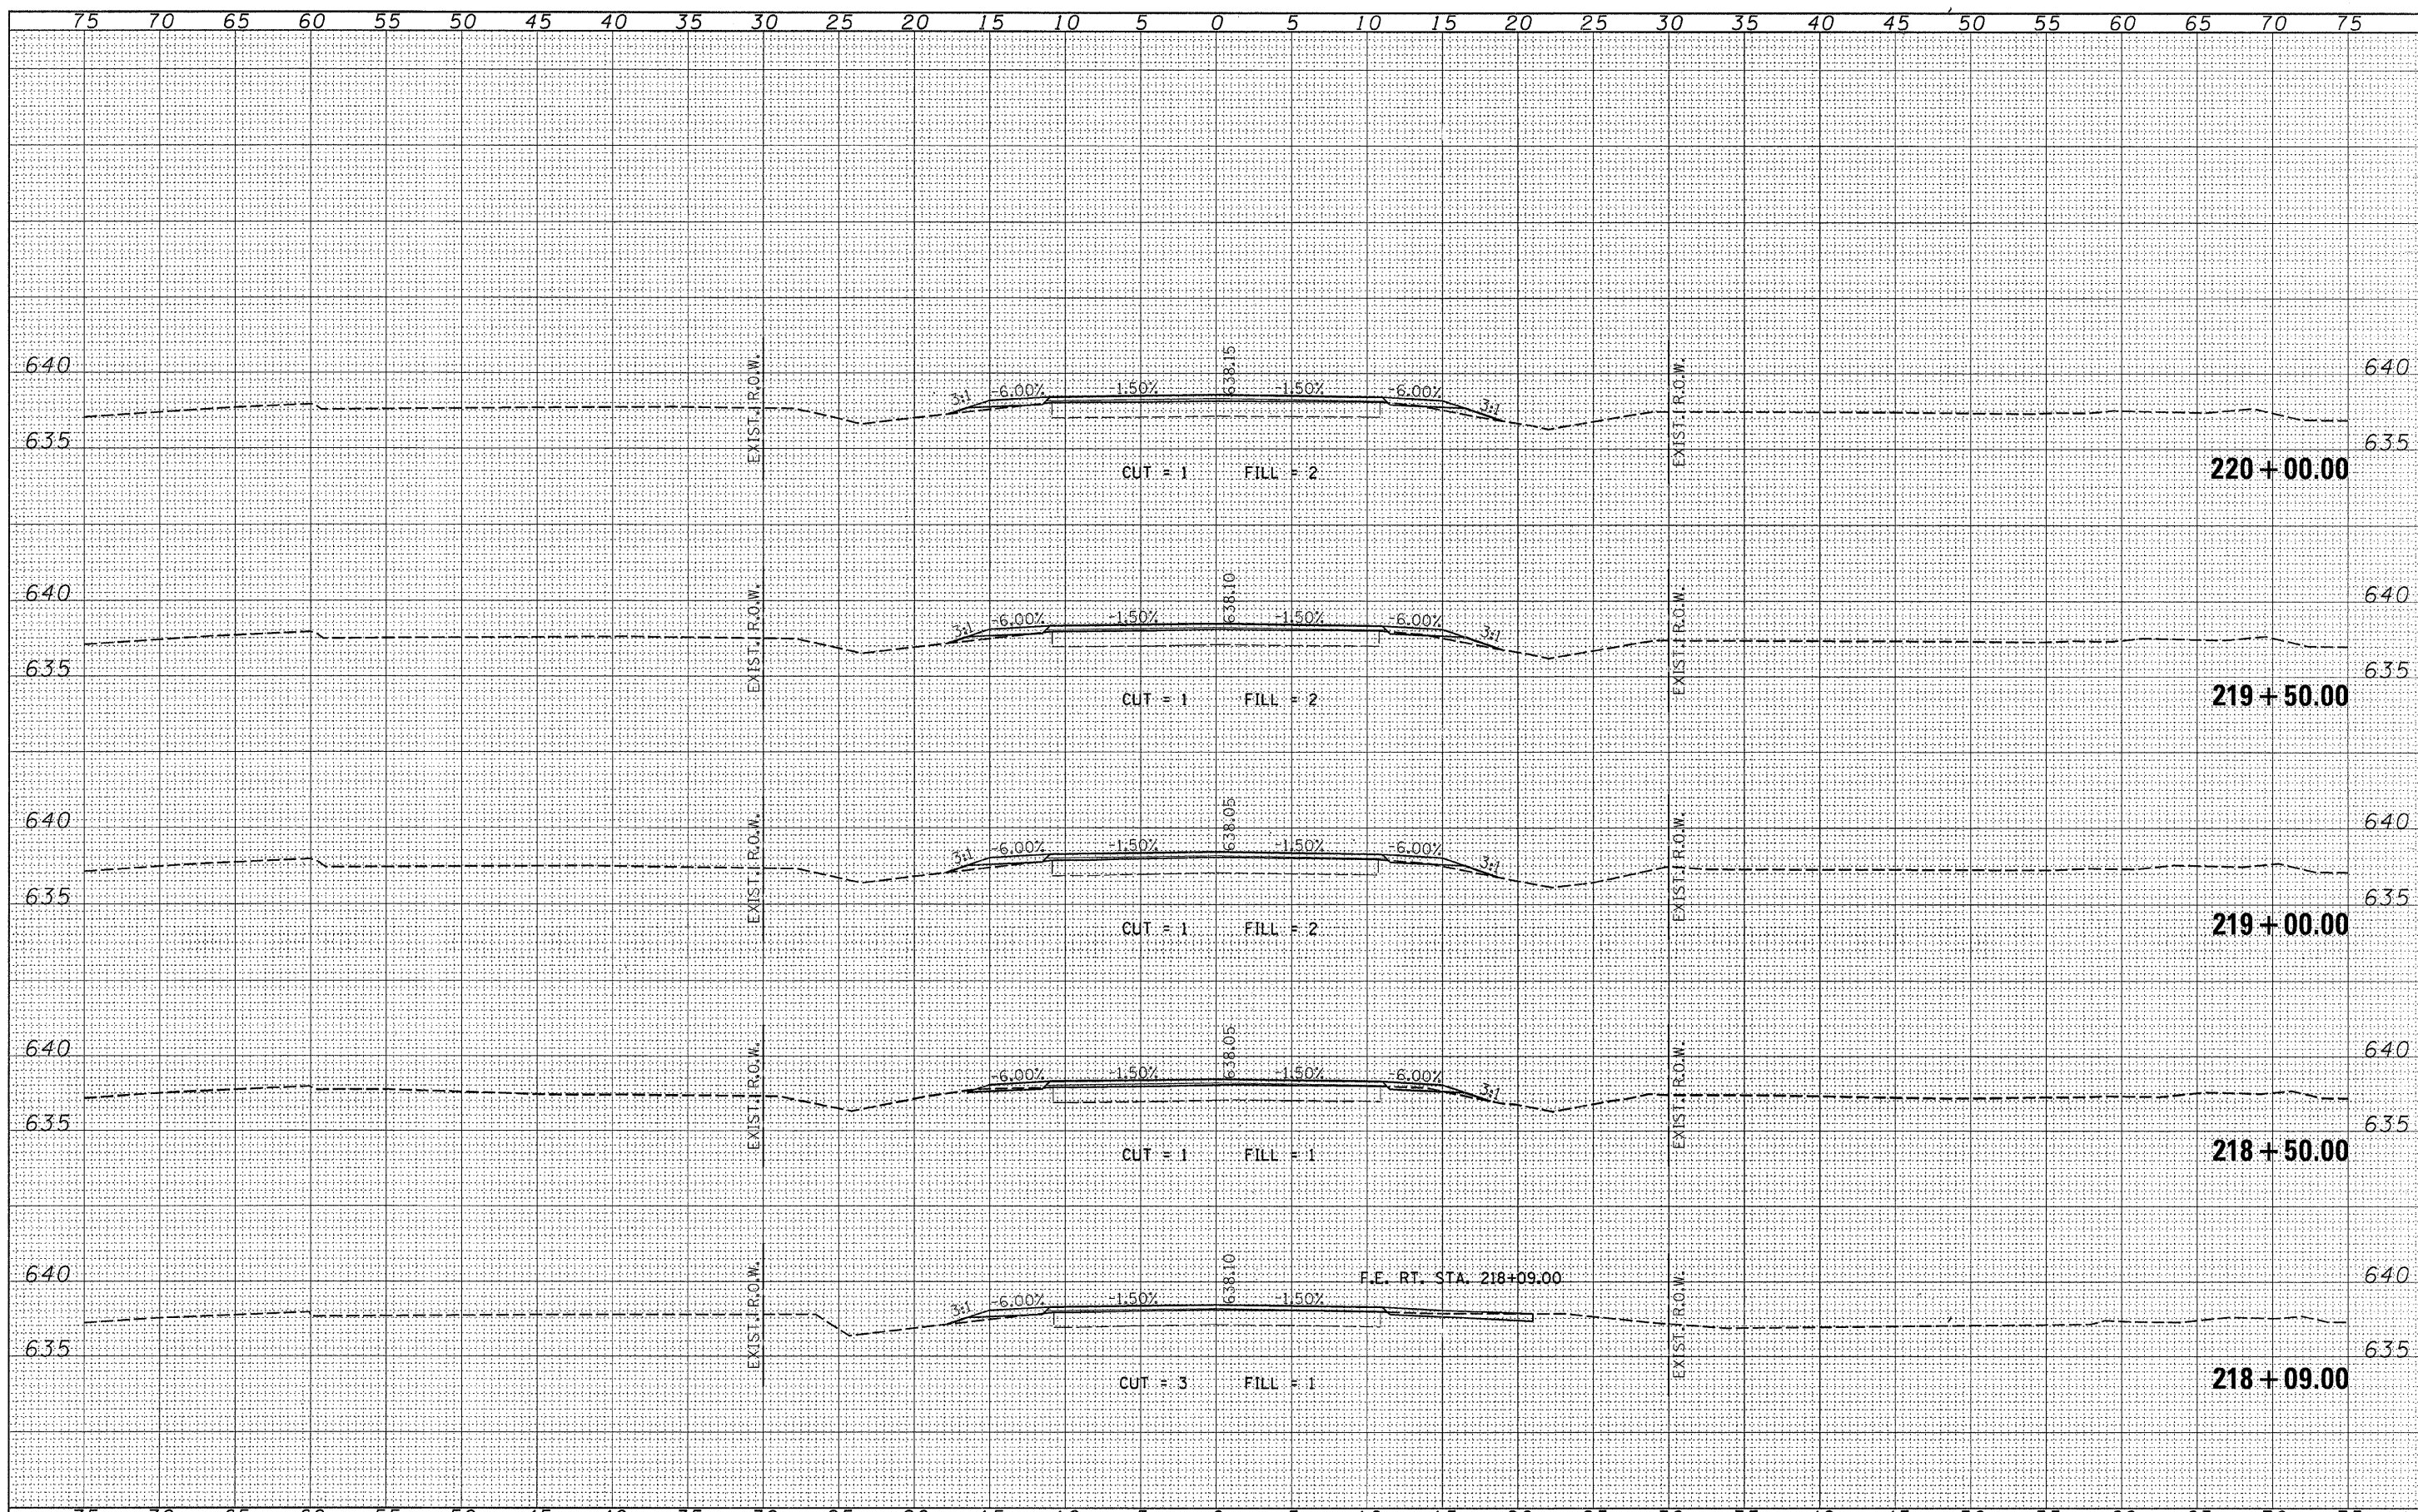 75 70 65 60 55 50 45 40 35 30 25 20 15 10 5 0 5 10 15 20 25 30 35 40 45 50 55 60 65 70 75
EXIST. R.O.W.
638.15
EXIST. R.O.W.
640
640
3:1 -6.00% -1.50% -1.50% -6.00% 3:1
635
635
CUT = 1 FILL = 2
220+00.00
EXIST. R.O.W.
638.10
EXIST. R.O.W.
640
640
3:1 -6.00% -1.50% -1.50% -6.00% 3:1
635
635
CUT = 1 FILL = 2
219+50.00
EXIST. R.O.W.
638.05
EXIST. R.O.W.
640
640
3:1 -6.00% -1.50% -1.50% -6.00% 3:1
635
635
CUT = 1 FILL = 2
219+00.00
EXIST. R.O.W.
638.05
EXIST. R.O.W.
640
640
-6.00% -1.50% -1.50% -6.00% 3:1
635
635
CUT = 1 FILL = 1
218+50.00
EXIST. R.O.W.
638.10
EXIST. R.O.W.
640
F.E. RT. STA. 218+09.00
640
3:1 -6.00% -1.50% -1.50%
635
635
CUT = 3 FILL = 1
218+09.00